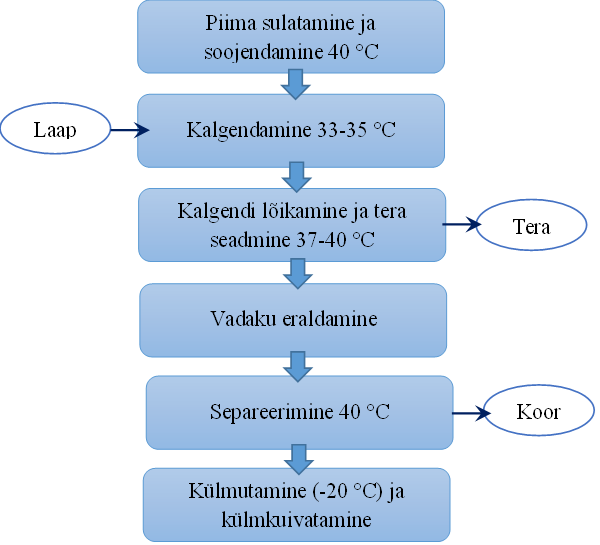 Piima sulatamine ja
soojendamine 40 °C
Laap
Kalgendamine 33-35 °C
Kalgendi lõikamine ja tera
seadmine 37-40 °C
Tera
Vadaku eraldamine
Separeerimine 40 °C
Koor
Külmutamine (-20 °C) ja
külmkuivatamine